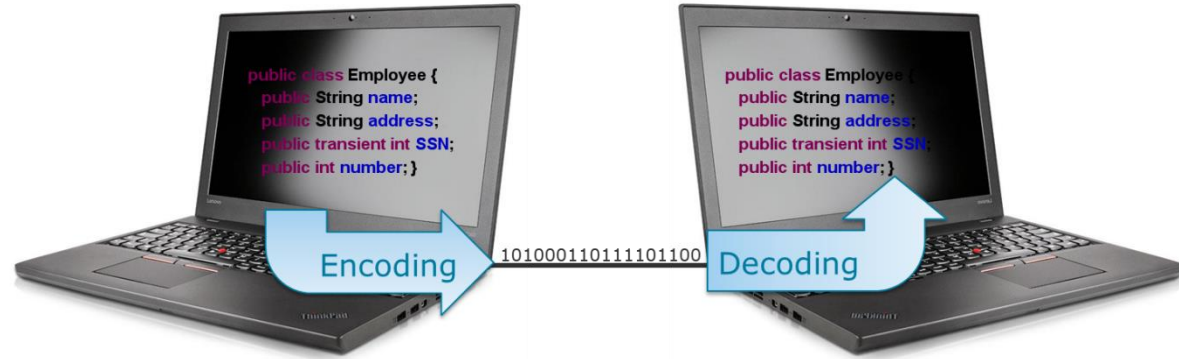 public class Employee {
public String name;
public String address;
public transient int SSN;
public int number; }
Encoding
ThinkPad
101000110111101100
public class Employee {
public String name;
public String address;
public transient int SSN;
public int number; }
Decoding